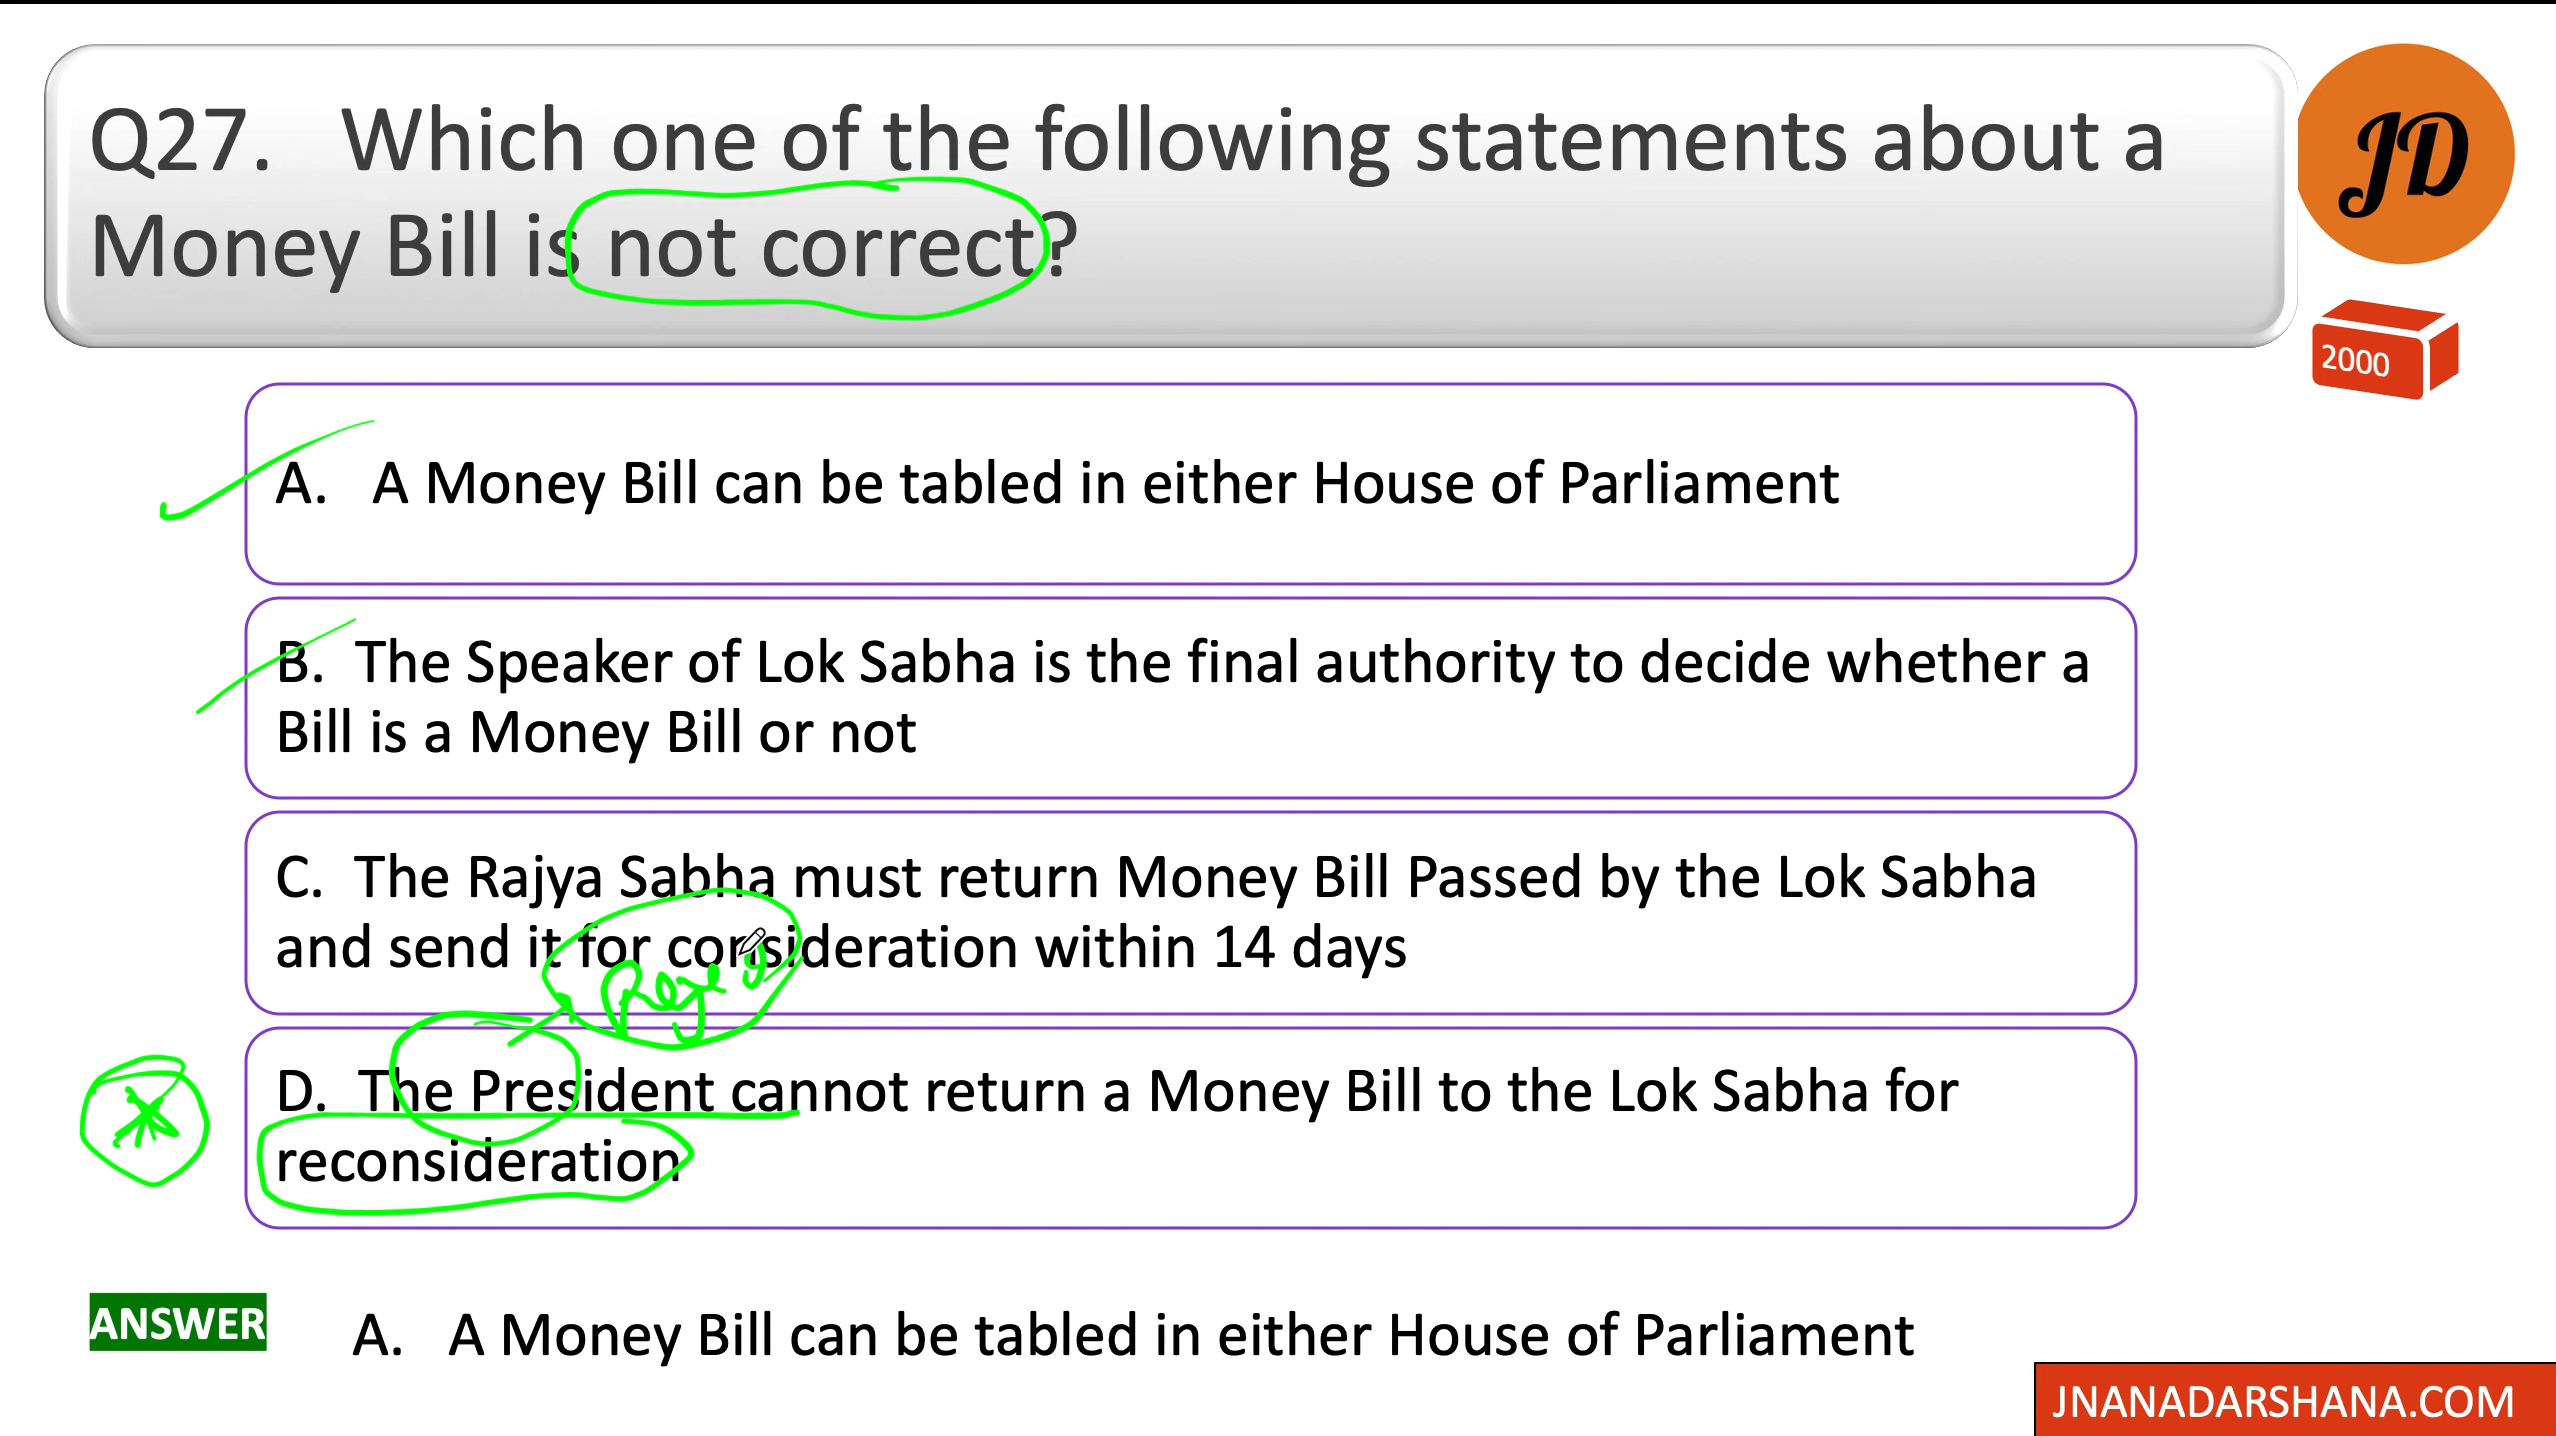 Q27. Which one of the following statements about a
Money Bill is not correct?
JD
2000
A. A Money Bill can be tabled in either House of Parliament
B. The Speaker of Lok Sabha is the final authority to decide whether a
Bill is a Money Bill or not
C. The Rajya Sabha must return Money Bill Passed by the Lok Sabha
and send it for consideration within 14 days
D. The President cannot return a Money Bill to the Lok Sabha for
reconsideration
ANSWER A. A Money Bill can be tabled in either House of Parliament
JNANADARSHANA.COM